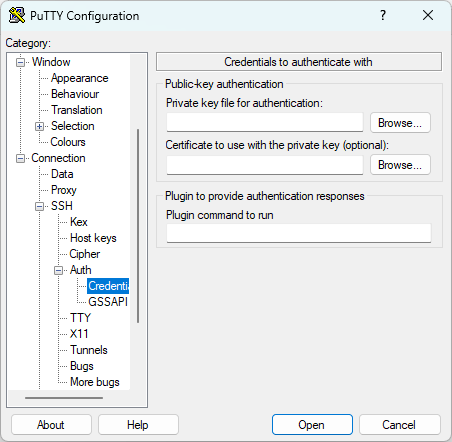 PuTTY Configuration
?
Category:
Window
Appearance
Behaviour
Translation
Selection
Colours
Connection
Data
Proxy
SSH
Kex
Host keys
Cipher
Auth
Credenti
GSSAPI
TTY
X11
Tunnels
Bugs
More bugs
Credentials to authenticate with
Public-key authentication
Private key file for authentication:
Browse...
Certificate to use with the private key (optional):
Browse...
Plugin to provide authentication responses
Plugin command to run
About
Help
Open
Cancel